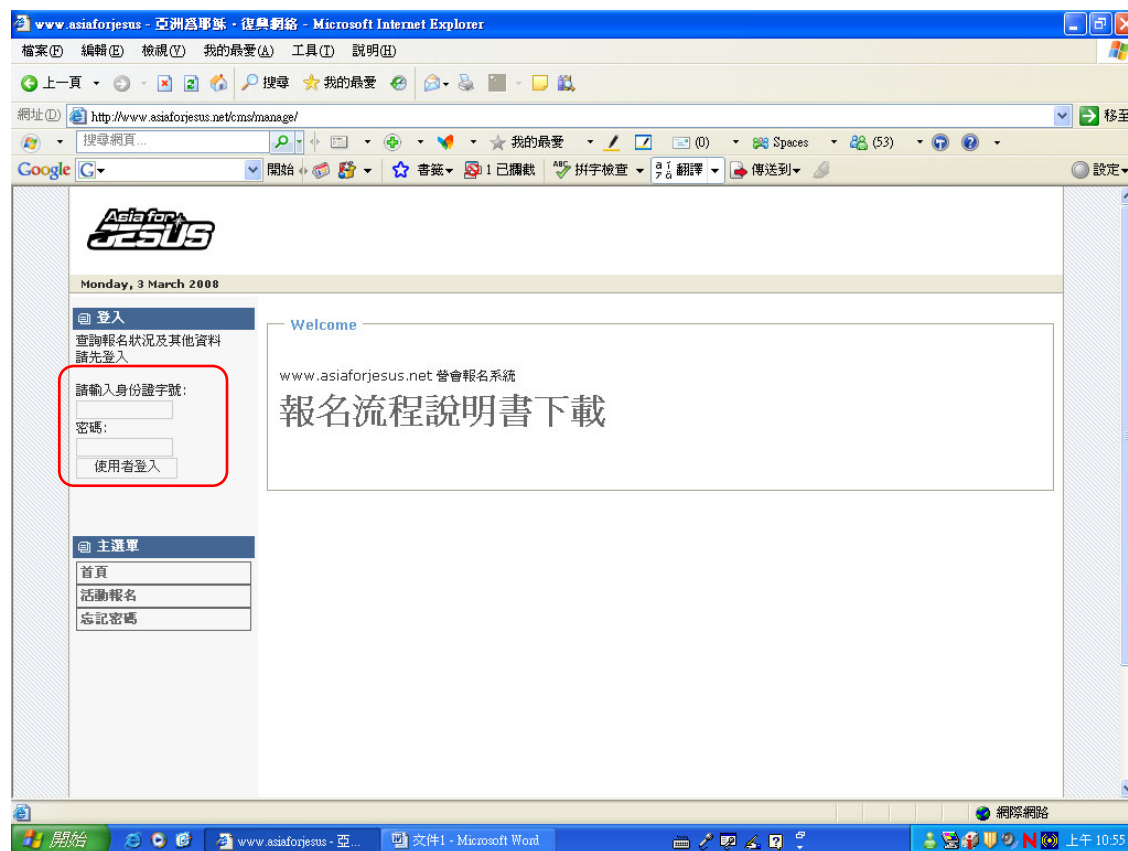 www.asiaforjesus - 亞洲為耶穌 - 復興網絡 - Microsoft Internet Explorer
檔案(F) 編輯(E) 檢視(V) 我的最愛(A) 工具(T) 說明(H)
上一頁 搜尋 我的最愛
網址(D) http://www.asiaforjesus.net/cms/manage/ 移至
搜尋網頁... 我的最愛 (0) Spaces (53)
Google G 開始 書籤 1 已攔截 ABC 拼字檢查 翻譯 傳送到 設定
Asia for
JESUS
Monday, 3 March 2008
登入
查詢報名狀況及其他資料
請先登入
請輸入身份證字號:
密碼:
使用者登入
Welcome
www.asiaforjesus.net 營會報名系統
報名流程說明書下載
主選單
首頁
活動報名
忘記密碼
網際網路
開始 www.asiaforjesus - 亞... 文件1 - Microsoft Word 上午 10:55